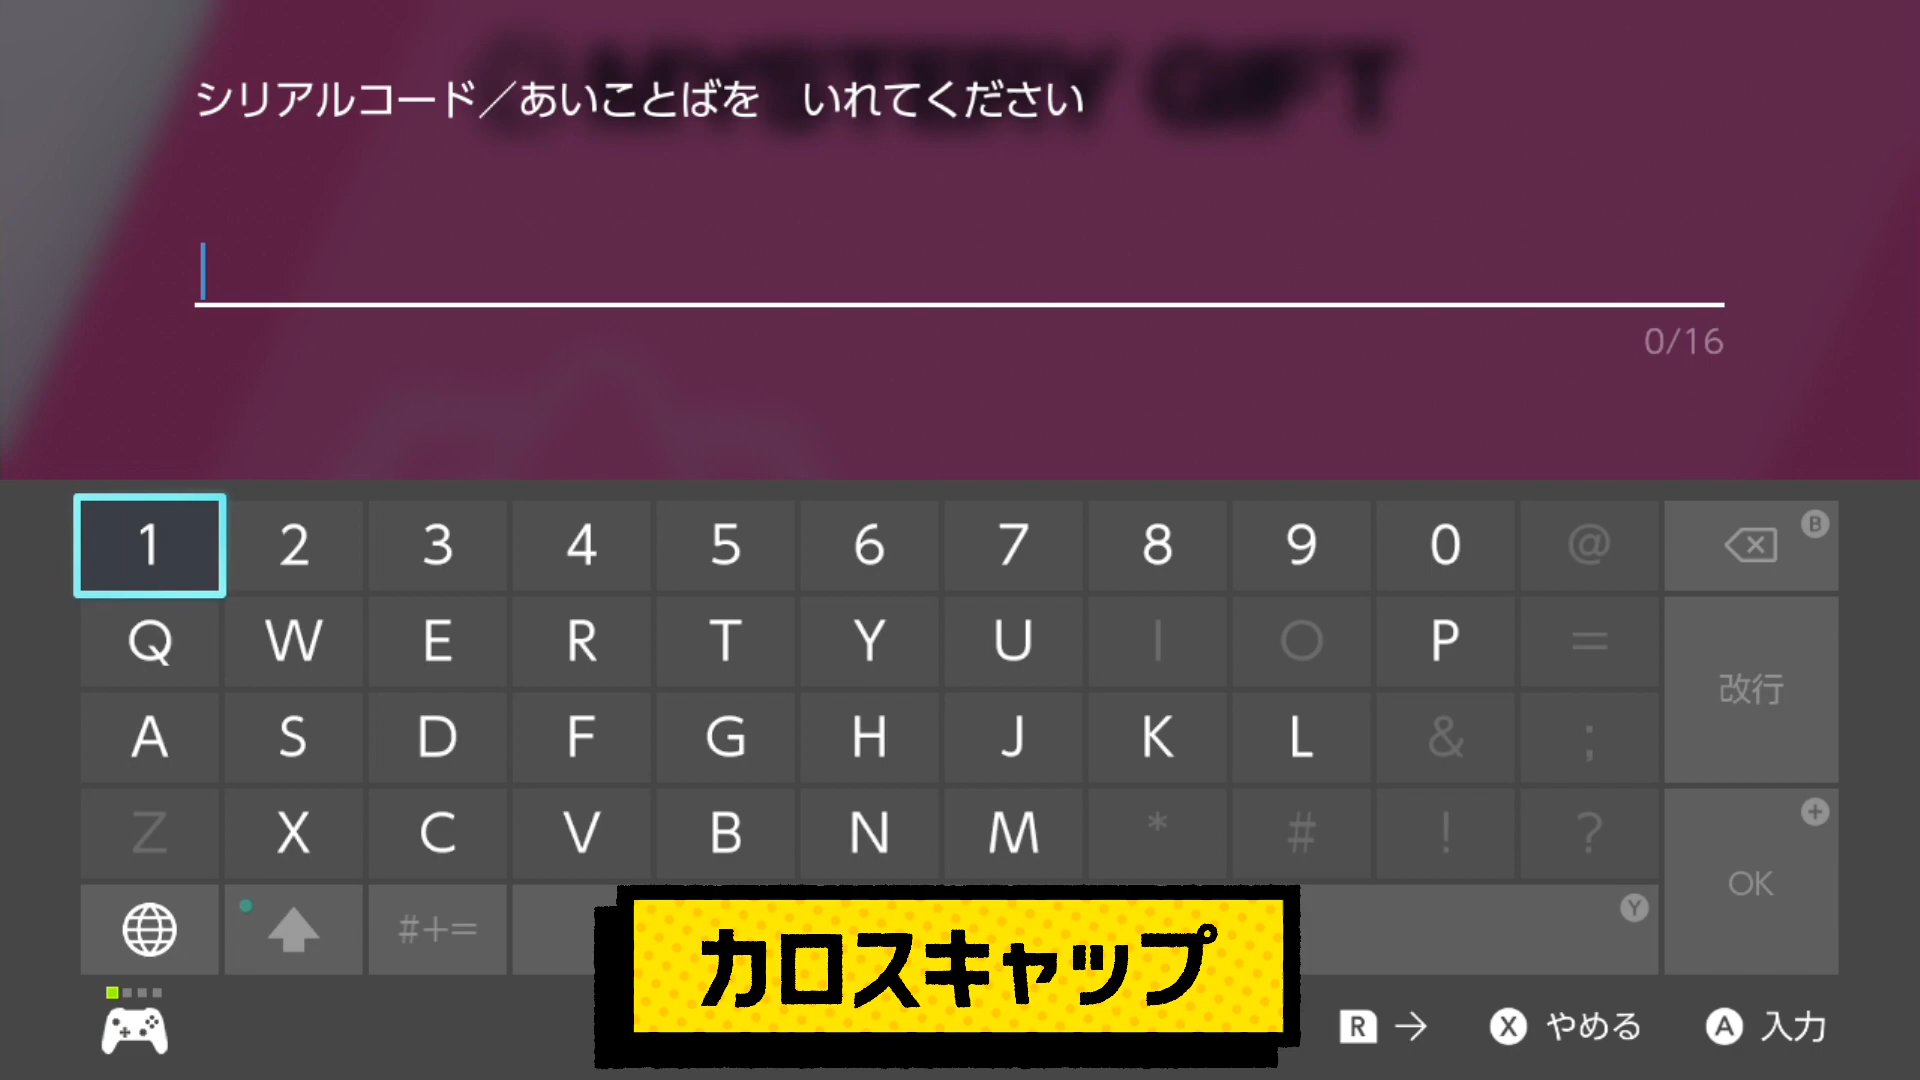 MYSTERY GIFT
シリアルコード／あいことばを　いれてください
0/16
1 2 3 4 5 6 7 8 9 0 @ B
Q W E R T Y U I O P =
改行
A S D F G H J K L & ;
Z X C V B N M * # ! ? +
OK
#+= Y
カロスキャップ
R → X やめる A 入力